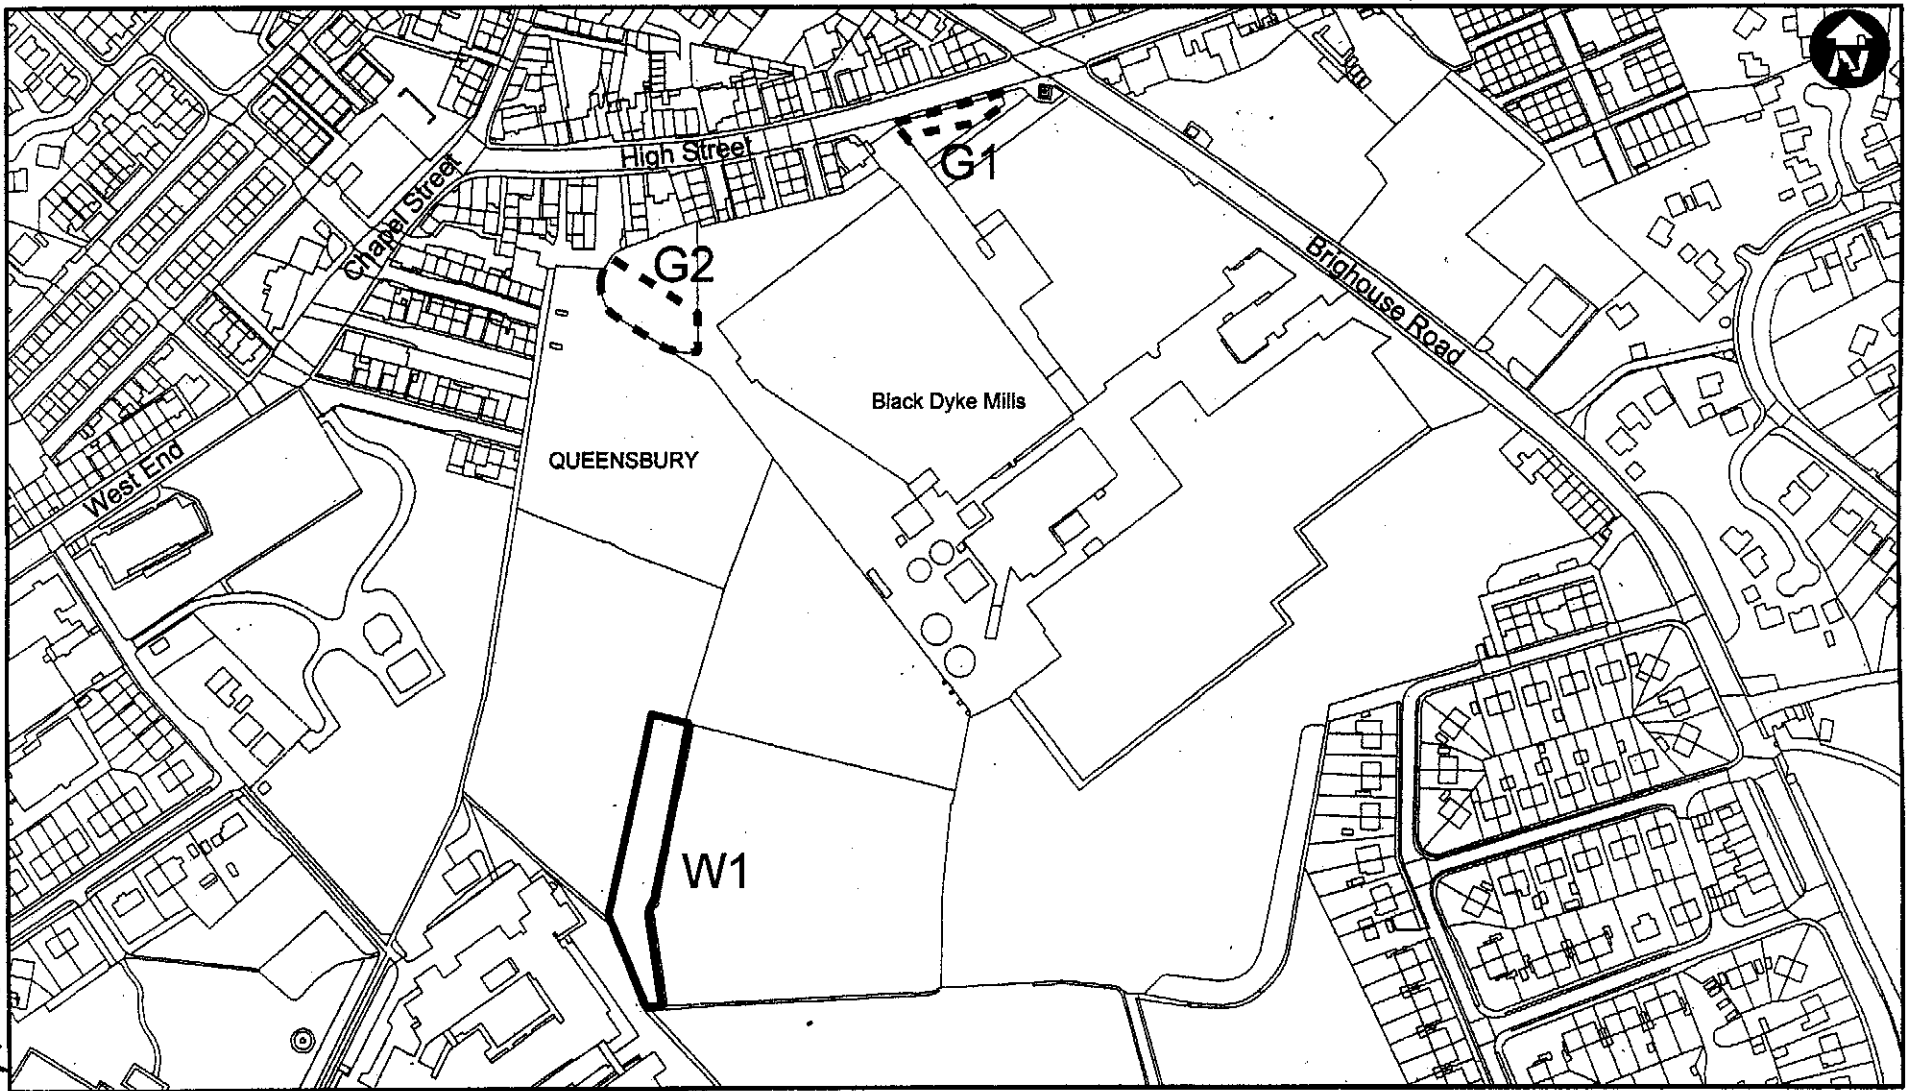 N
High Street
G1
Chapel Street
G2
Brighouse Road
Black Dyke Mills
QUEENSBURY
West End
W1